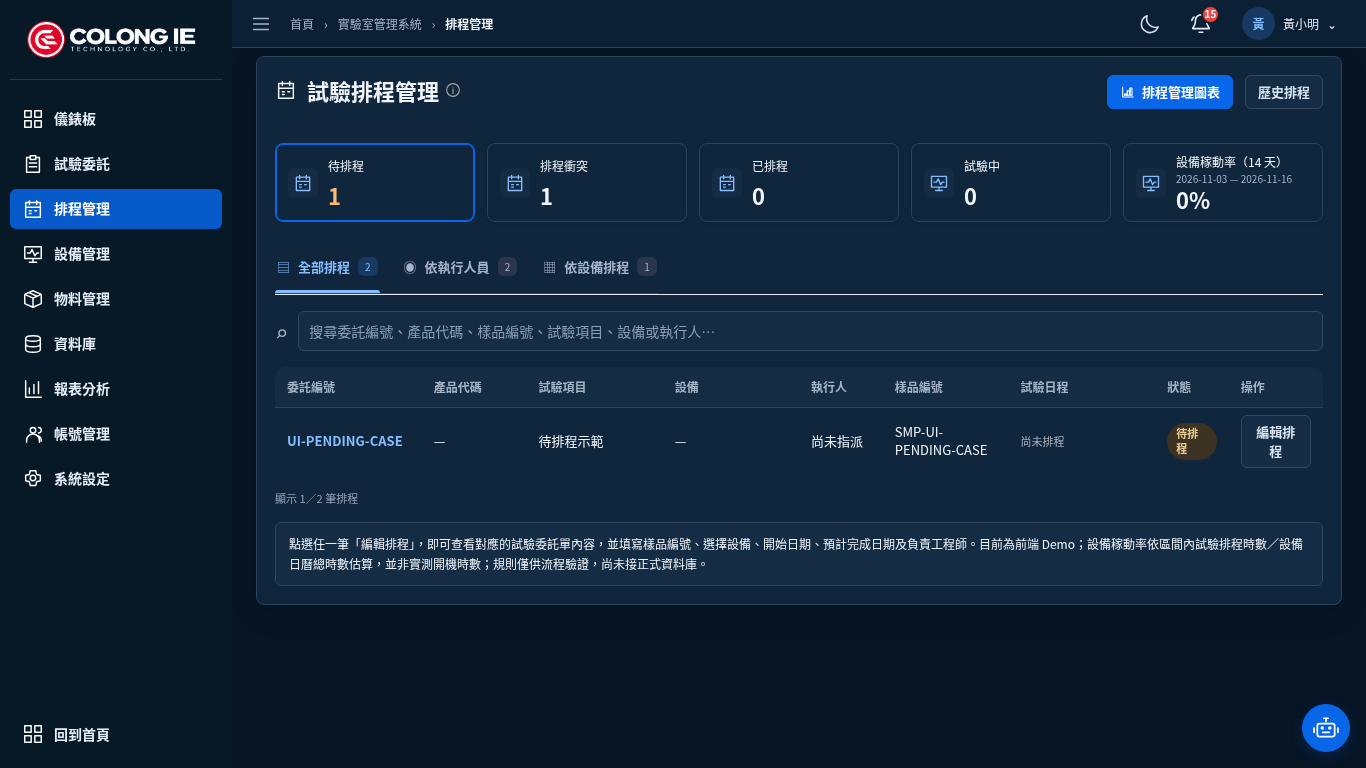 COLONG IE
TECHNOLOGY CO., LTD.
儀錶板
試驗委託
排程管理
設備管理
物料管理
資料庫
報表分析
帳號管理
系統設定
回到首頁
首頁 › 實驗室管理系統 › 排程管理
15
黃 黃小明
試驗排程管理
排程管理圖表
歷史排程
待排程
1
排程衝突
1
已排程
0
試驗中
0
設備稼動率（14 天）
2026-11-03 — 2026-11-16
0%
全部排程 2
依執行人員 2
依設備排程 1
搜尋委託編號、產品代碼、樣品編號、試驗項目、設備或執行人…
委託編號 產品代碼 試驗項目 設備 執行人 樣品編號 試驗日程 狀態 操作
UI-PENDING-CASE — 待排程示範 — 尚未指派 SMP-UI-PENDING-CASE 尚未排程 待排程 編輯排程
顯示 1／2 筆排程
點選任一筆「編輯排程」，即可查看對應的試驗委託單內容，並填寫樣品編號、選擇設備、開始日期、預計完成日期及負責工程師。目前為前端 Demo；設備稼動率依區間內試驗排程時數／設備
日曆總時數估算，並非實測開機時數；規則僅供流程驗證，尚未接正式資料庫。